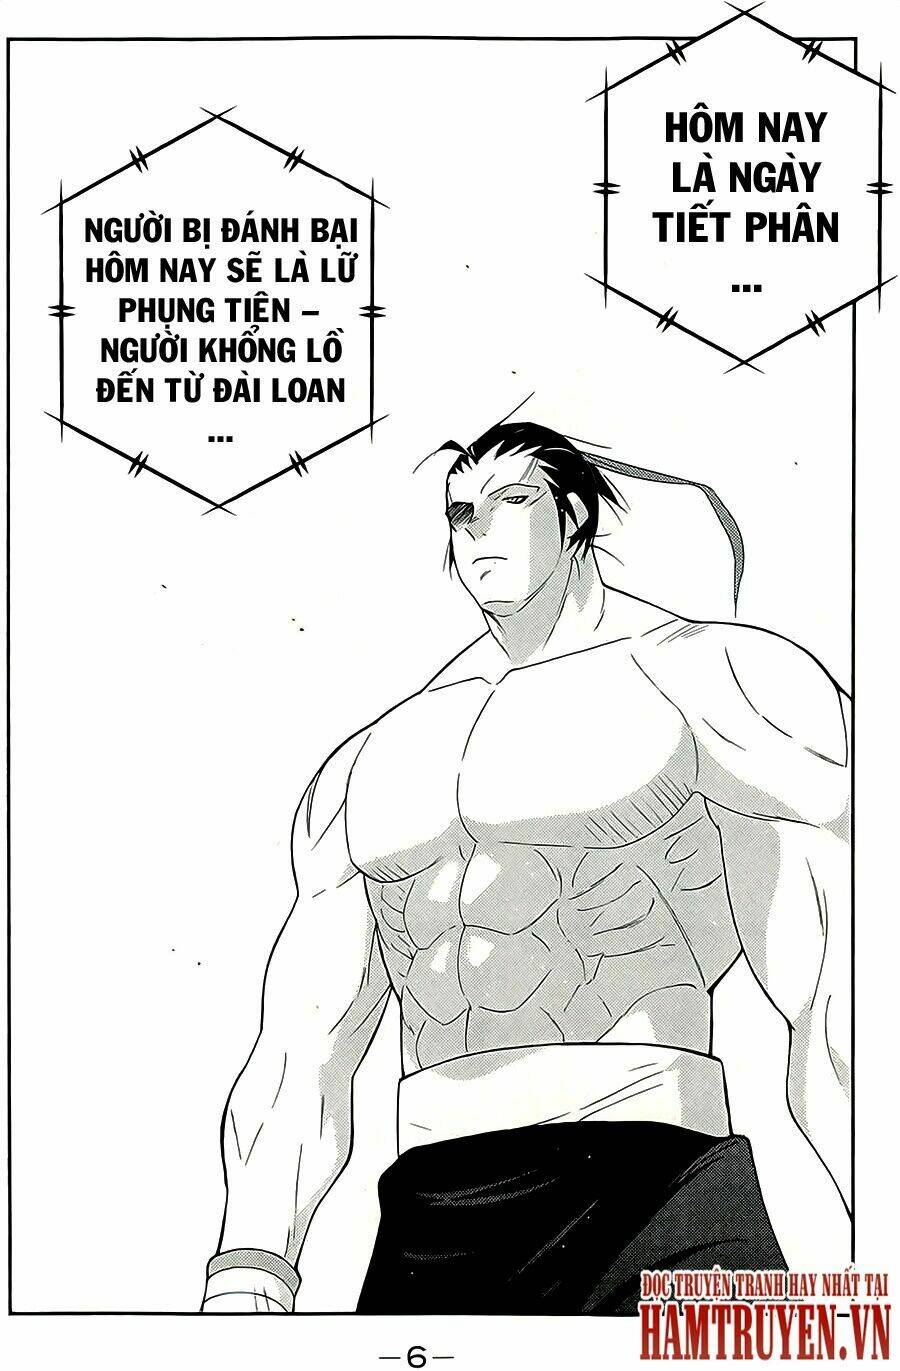 HÔM NAY
LÀ NGÀY
TIẾT PHÂN
...
NGƯỜI BỊ ĐÁNH BẠI
HÔM NAY SẼ LÀ LỮ
PHỤNG TIÊN –
NGƯỜI KHỔNG LỒ
ĐẾN TỪ ĐÀI LOAN
...
ĐỌC TRUYỆN TRANH HAY NHẤT TẠI
HAMTRUYEN.VN
–6–